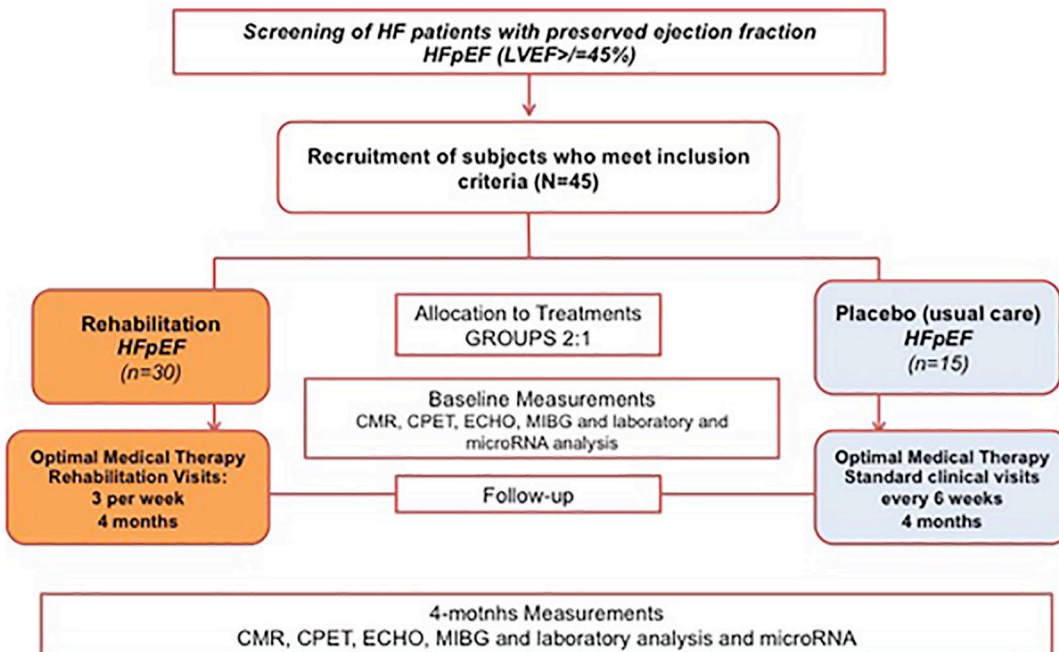 Screening of HF patients with preserved ejection fraction
HFpEF (LVEF>/=45%)
Recruitment of subjects who meet inclusion
criteria (N=45)
Rehabilitation
HFpEF
(n=30)
Allocation to Treatments
GROUPS 2:1
Placebo (usual care)
HFpEF
(n=15)
Baseline Measurements
CMR, CPET, ECHO, MIBG and laboratory and
microRNA analysis
Optimal Medical Therapy
Rehabilitation Visits:
3 per week
4 months
Follow-up
Optimal Medical Therapy
Standard clinical visits
every 6 weeks
4 months
4-motnhs Measurements
CMR, CPET, ECHO, MIBG and laboratory analysis and microRNA